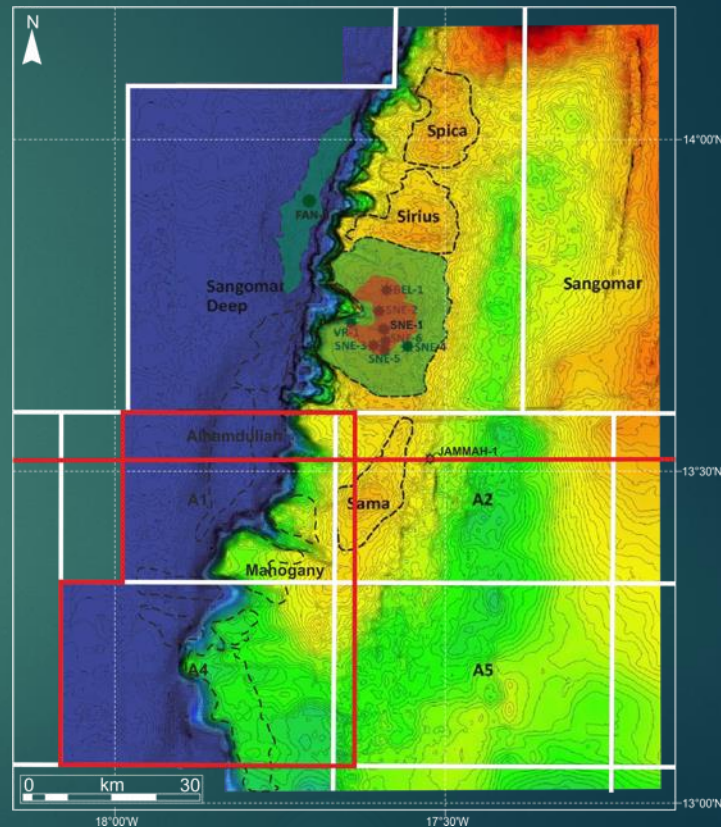 N
Spica
14°00'N
Sirius
FAN-
Sangomar
Deep
Sangomar
BEL-1
SNE-2
VR-1
SNE-1
SNE-6
SNE-3
SNE-4
SNE-5
Alhamdulilah
JAMMAH-1
13°30'N
A1
Sama
A2
Mahogany
A4
A5
0 km 30
13°00'N
18°00'W
17°30'W